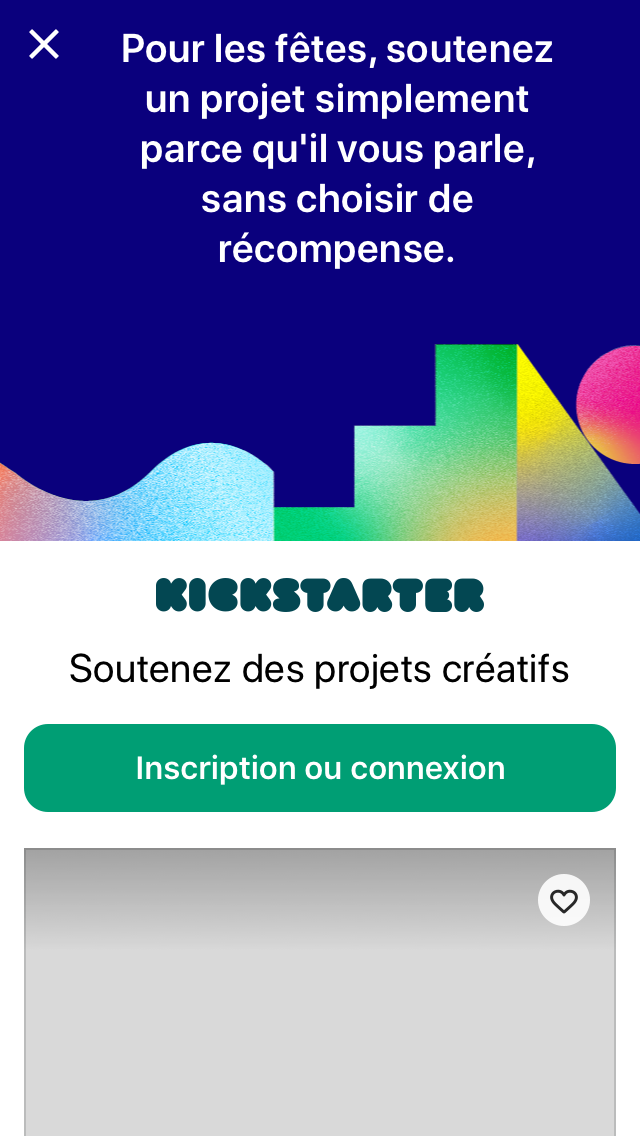 Pour les fêtes, soutenez
un projet simplement
parce qu'il vous parle,
sans choisir de
récompense.
KICKSTARTER
Soutenez des projets créatifs
Inscription ou connexion